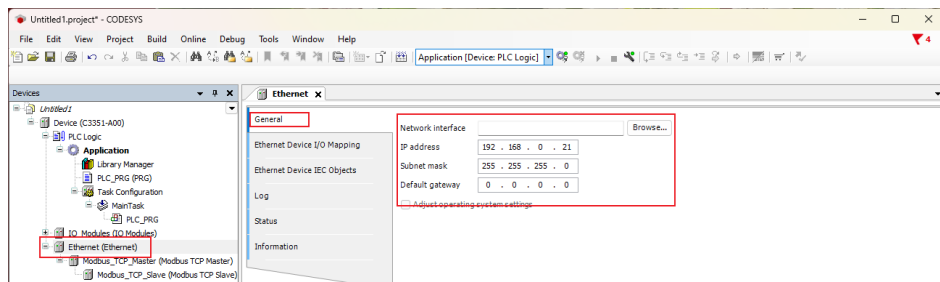 Untitled1.project* - CODESYS
File Edit View Project Build Online Debug Tools Window Help
4
Application [Device: PLC Logic]
Devices
Ethernet
Untitled1
Device (C3351-A00)
PLC Logic
Application
Library Manager
PLC_PRG (PRG)
Task Configuration
MainTask
PLC_PRG
IO_Modules (IO Modules)
Ethernet (Ethernet)
Modbus_TCP_Master (Modbus TCP Master)
Modbus_TCP_Slave (Modbus TCP Slave)
General
Ethernet Device I/O Mapping
Ethernet Device IEC Objects
Log
Status
Information
Network interface Browse...
IP address 192 . 168 . 0 . 21
Subnet mask 255 . 255 . 255 . 0
Default gateway 0 . 0 . 0 . 0
Adjust operating system settings